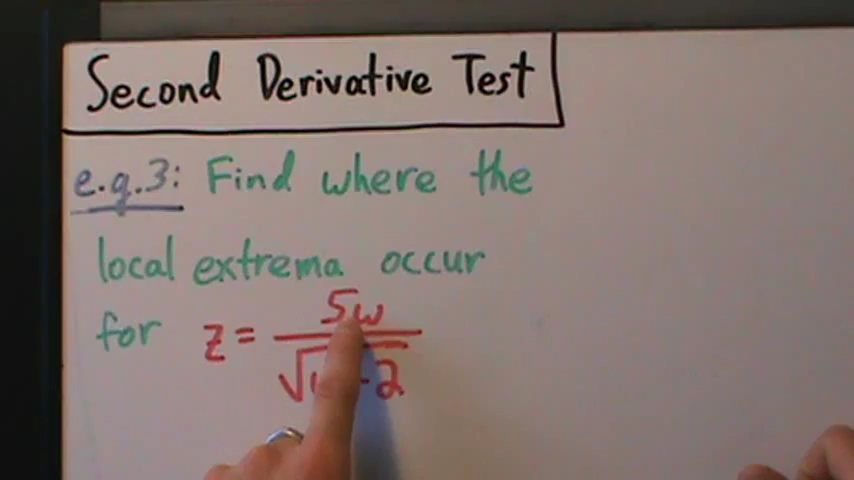 Second Derivative Test
e.g.3: Find where the
local extrema occur
for z = 5w
√ - 2